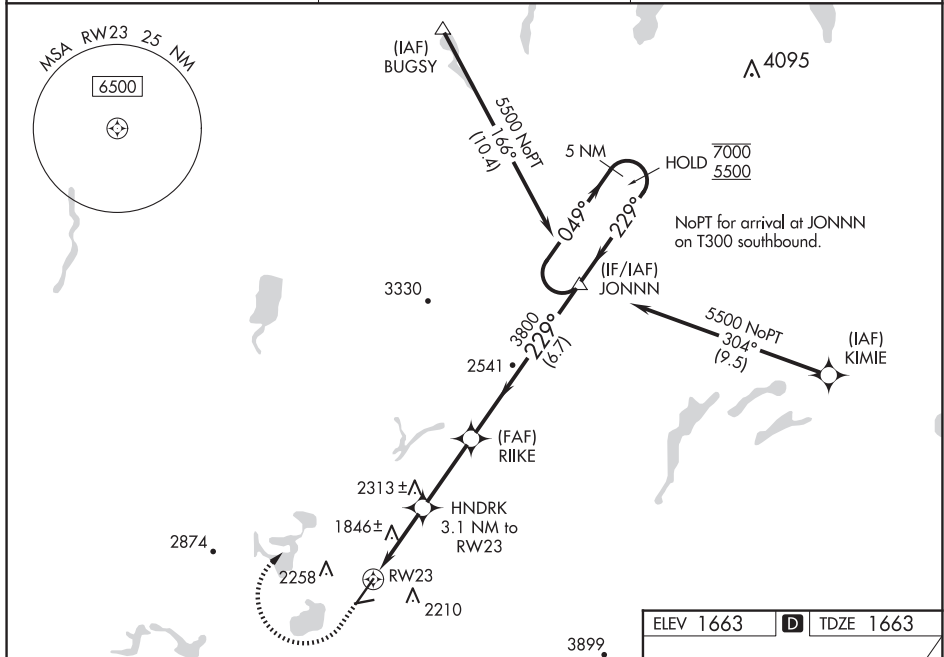 MSA RW23 25 NM
6500
(IAF)
BUGSY
5500 NoPT
166°
(10.4)
4095
5 NM
HOLD
7000
5500
049°
229°
NoPT for arrival at JONNN
on T300 southbound.
(IF/IAF)
JONNN
3330
3800
229°
(6.7)
5500 NoPT
304°
(9.5)
(IAF)
KIMIE
2541
(FAF)
RIIKE
2313±
HNDRK
3.1 NM to
RW23
1846±
2874
2258
RW23
2210
ELEV 1663 D TDZE 1663
3899